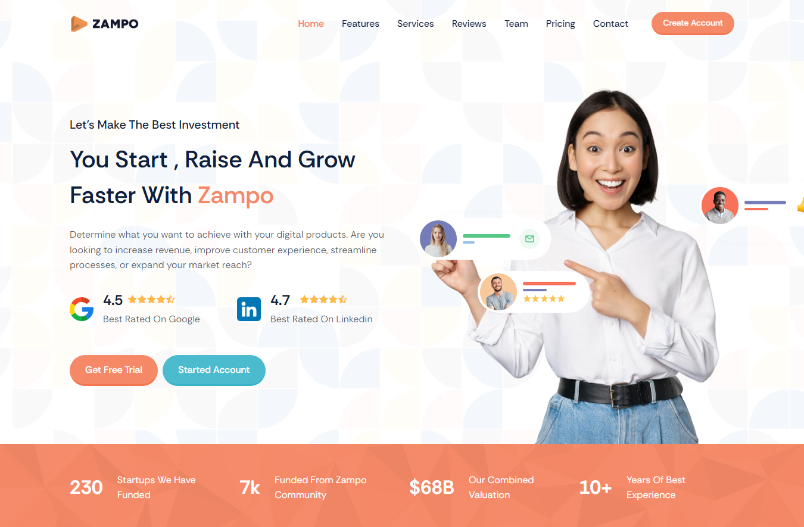 ZAMPO
Home Features Services Reviews Team Pricing Contact Create Account
Let's Make The Best Investment
You Start , Raise And Grow
Faster With Zampo
Determine what you want to achieve with your digital products. Are you
looking to increase revenue, improve customer experience, streamline
processes, or expand your market reach?
4.5
Best Rated On Google
in
4.7
Best Rated On Linkedin
Get Free Trial
Started Account
230
Startups We Have
Funded
7k
Funded From Zampo
Community
$68B
Our Combined
Valuation
10+
Years Of Best
Experience